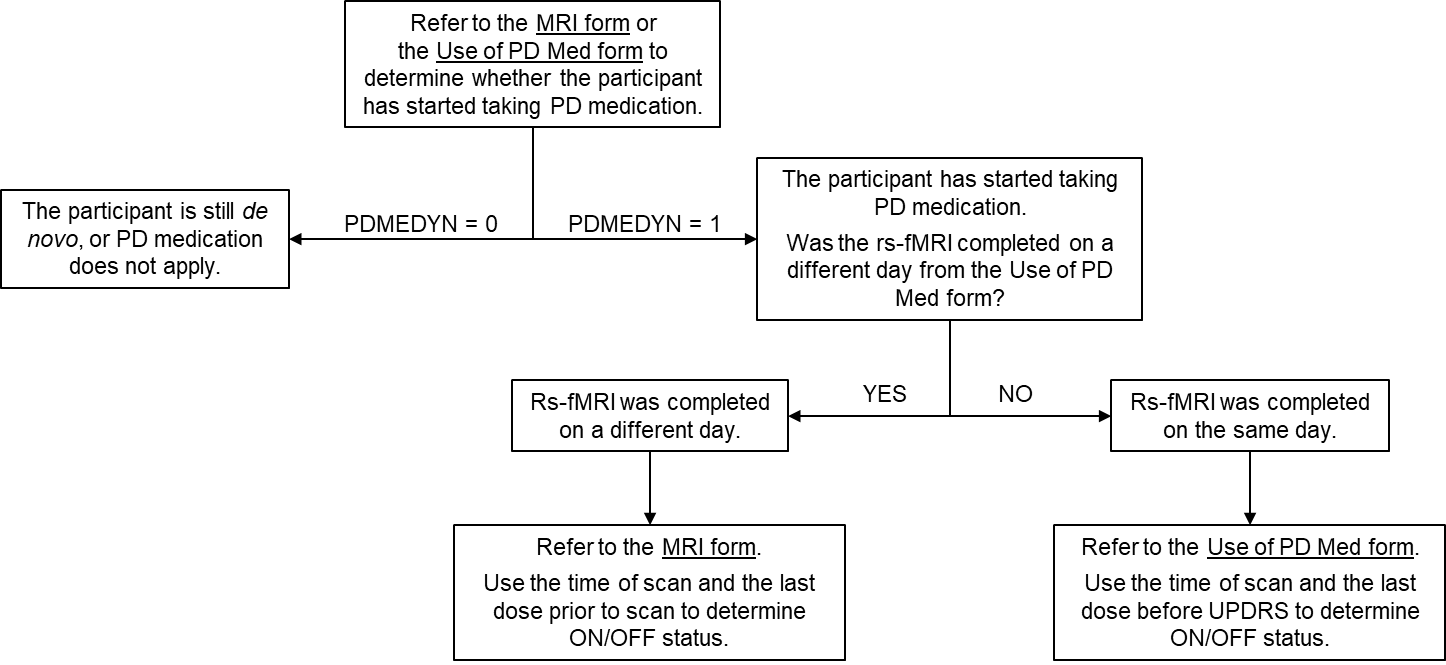 Refer to the MRI form or
the Use of PD Med form to
determine whether the participant
has started taking PD medication.
The participant is still de
novo, or PD medication
does not apply.
PDMEDYN = 0
PDMEDYN = 1
The participant has started taking
PD medication.
Was the rs-fMRI completed on a
different day from the Use of PD
Med form?
YES
NO
Rs-fMRI was completed
on a different day.
Rs-fMRI was completed
on the same day.
Refer to the MRI form.
Use the time of scan and the last
dose prior to scan to determine
ON/OFF status.
Refer to the Use of PD Med form.
Use the time of scan and the last
dose before UPDRS to determine
ON/OFF status.